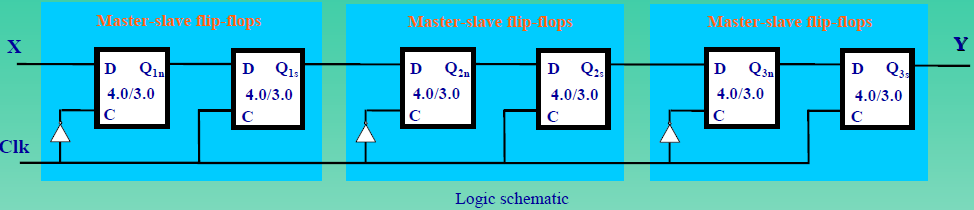 Master-slave flip-flops
Master slave flip flops
Master slave flip flops
X
D Q1n
4.0/3.0
C
D Q1s
4.0/3.0
C
D Q2n
4.0/3.0
C
D Q2s
4.0/3.0
C
D Q3n
4.0/3.0
C
D Q3s
4.0/3.0
C
Y
Clk
Logic schematic